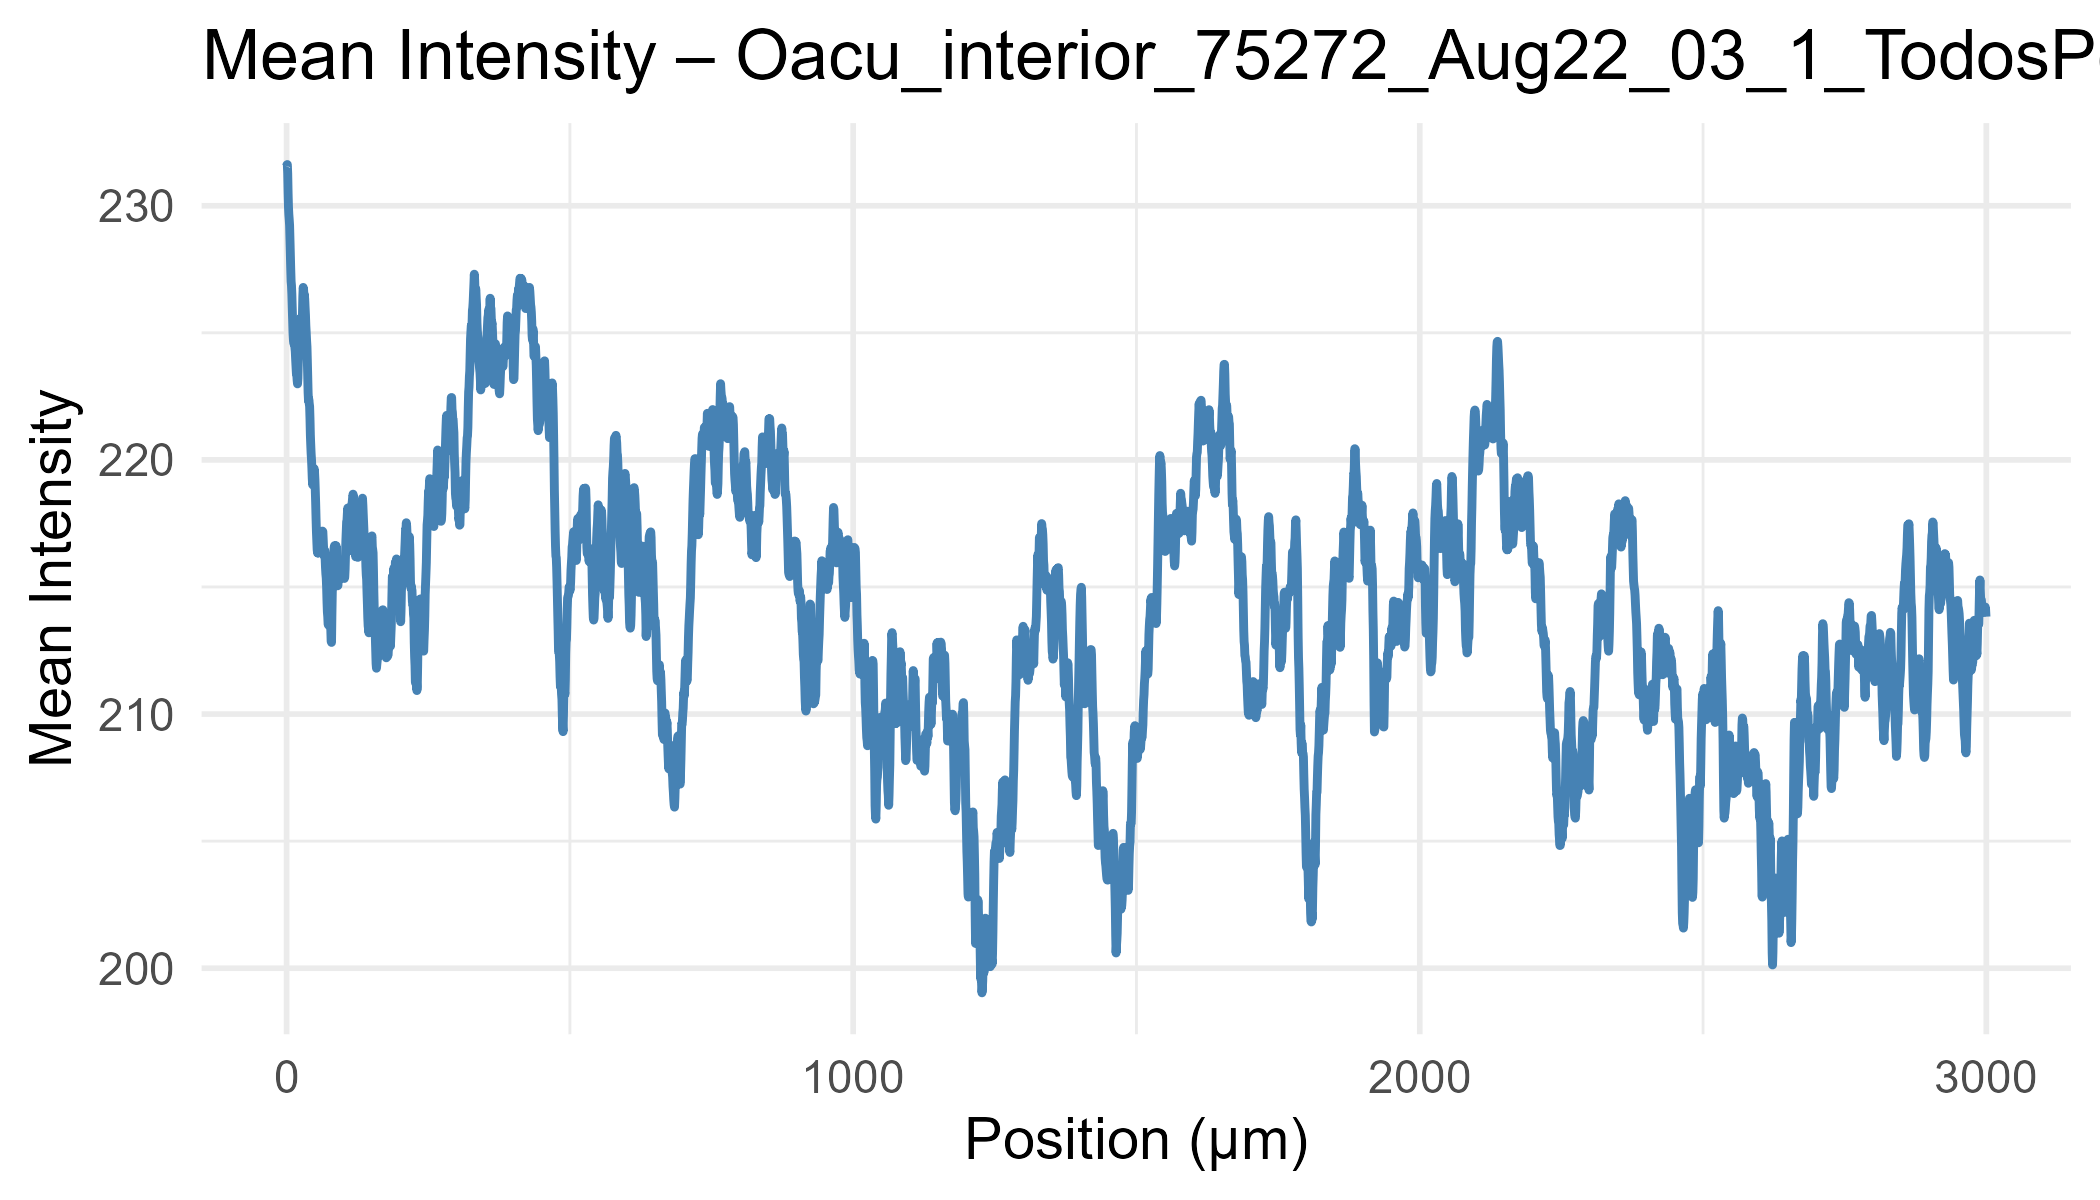 Mean Intensity – Oacu_interior_75272_Aug22_03_1_TodosP
230
220
210
200
Mean Intensity
0 1000 2000 3000
Position (µm)